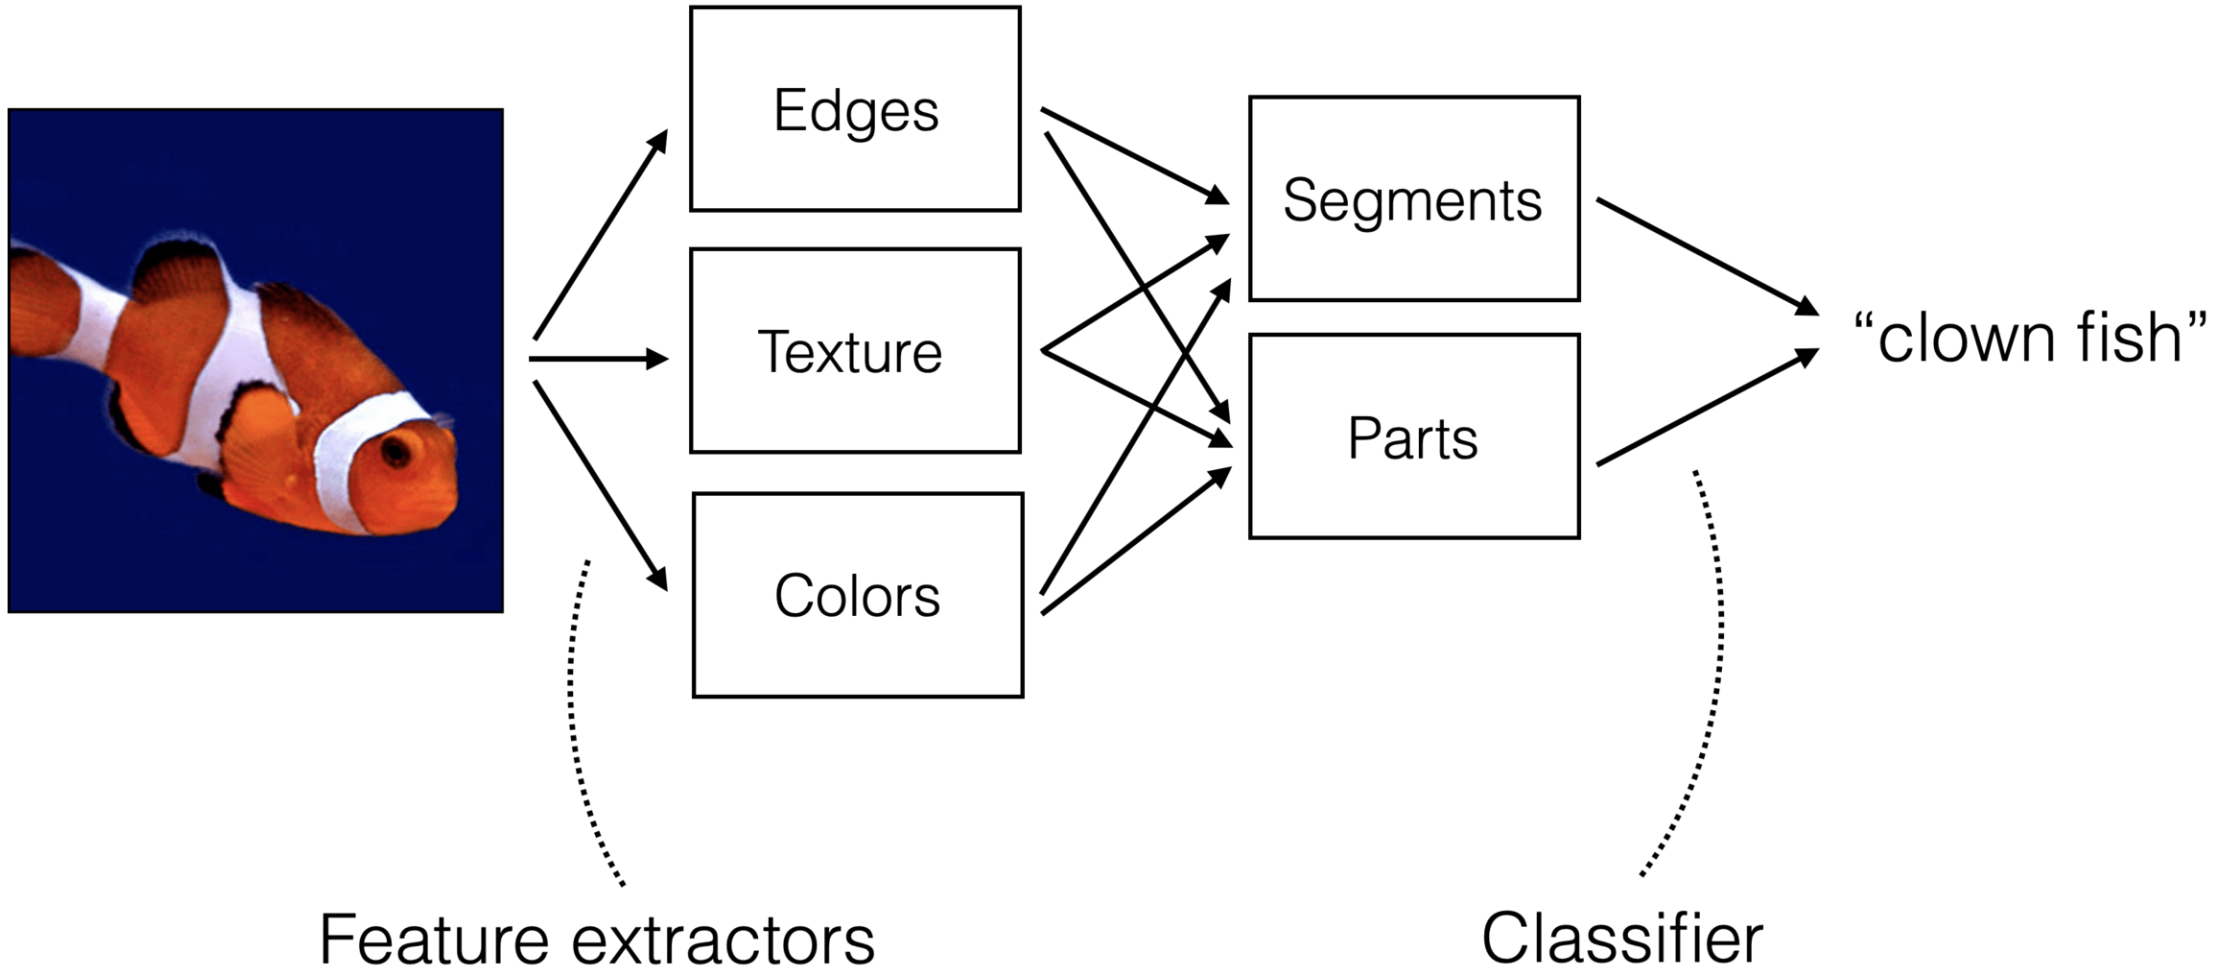 Edges
Texture
Colors
Segments
Parts
“clown fish”
Feature extractors
Classifier